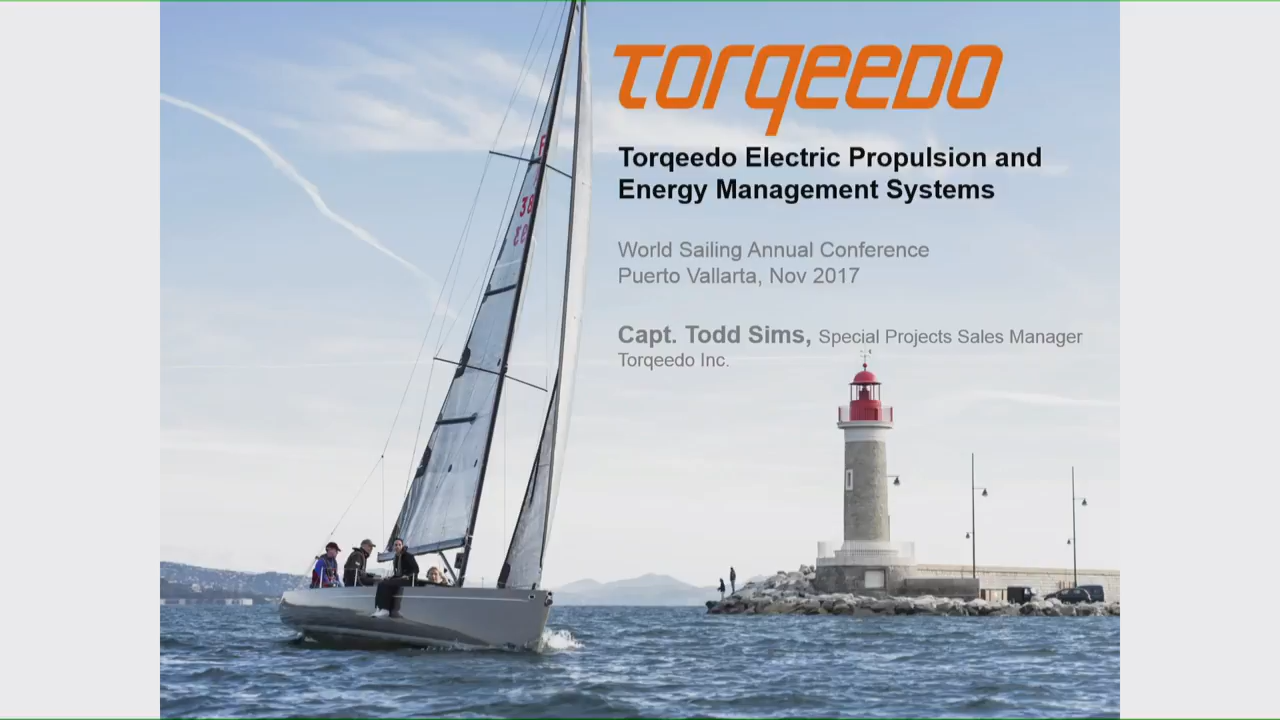 TORQEEDO
Torqeedo Electric Propulsion and
Energy Management Systems
World Sailing Annual Conference
Puerto Vallarta, Nov 2017
Capt. Todd Sims, Special Projects Sales Manager
Torqeedo Inc.